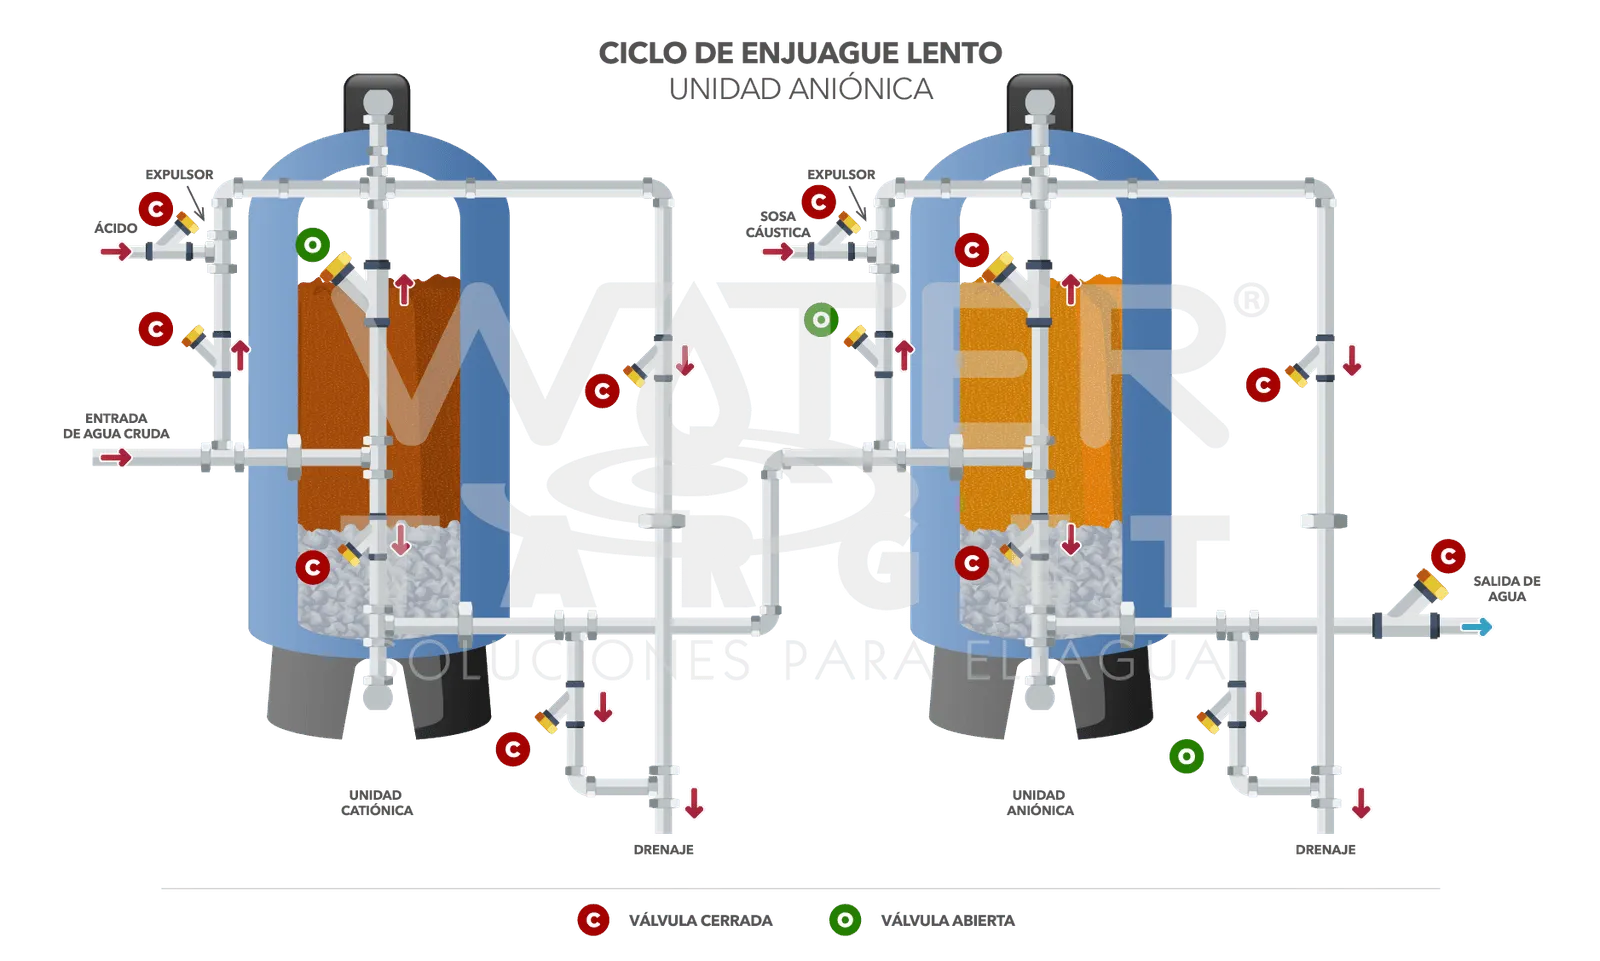 CICLO DE ENJUAGUE LENTO
UNIDAD ANIÓNICA
EXPULSOR
C
ÁCIDO
O
C
ENTRADA
DE AGUA CRUDA
C
C
C
UNIDAD
CATIÓNICA
DRENAJE
EXPULSOR
C
SOSA
CÁUSTICA
C
O
C
C
C
SALIDA DE
AGUA
O
UNIDAD
ANIÓNICA
DRENAJE
WATER®
TARGET
SOLUCIONES PARA EL AGUA
C VÁLVULA CERRADA
O VÁLVULA ABIERTA